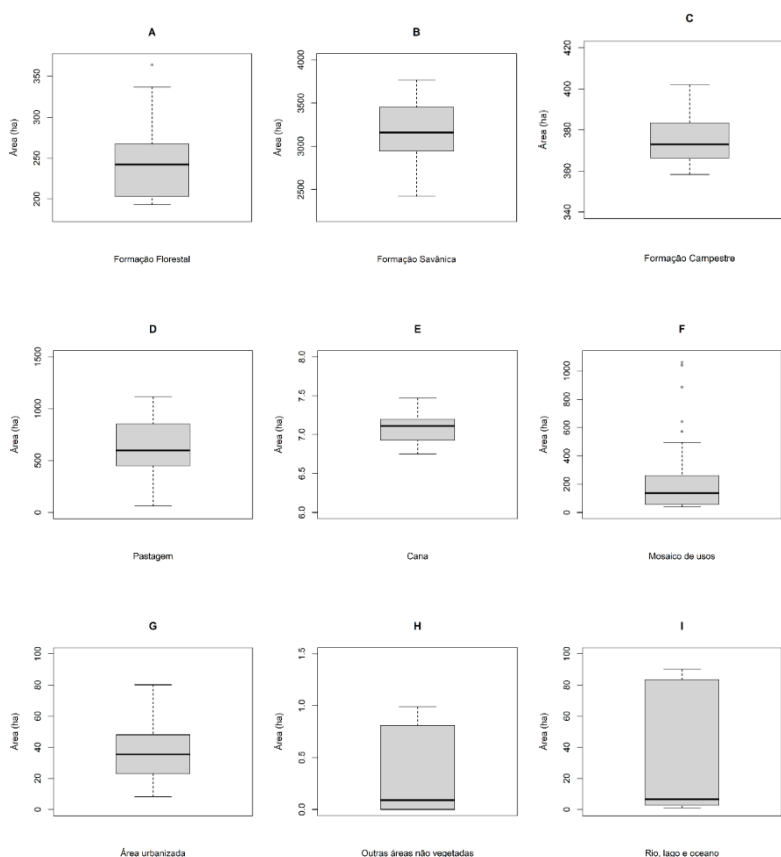 A
Área (ha)
350
300
250
200
Formação Florestal
B
Área (ha)
4000
3500
3000
2500
Formação Savânica
C
Área (ha)
420
400
380
360
340
Formação Campestre
D
Área (ha)
1500
1000
500
0
Pastagem
E
Área (ha)
8.0
7.5
7.0
6.5
6.0
Cana
F
Área (ha)
1000
800
600
400
200
0
Mosaico de usos
G
Área (ha)
100
80
60
40
20
0
Área urbanizada
H
Área (ha)
1.5
1.0
0.5
0.0
Outras áreas não vegetadas
I
Área (ha)
100
80
60
40
20
0
Rio, lago e oceano